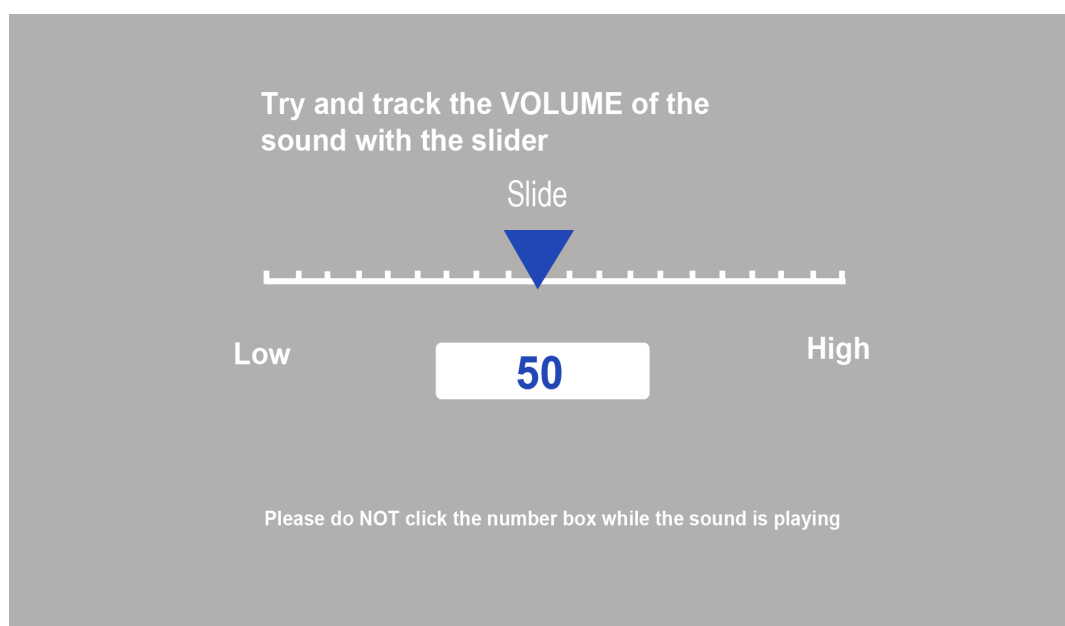 Try and track the VOLUME of the
sound with the slider
Slide
Low
High
50
Please do NOT click the number box while the sound is playing